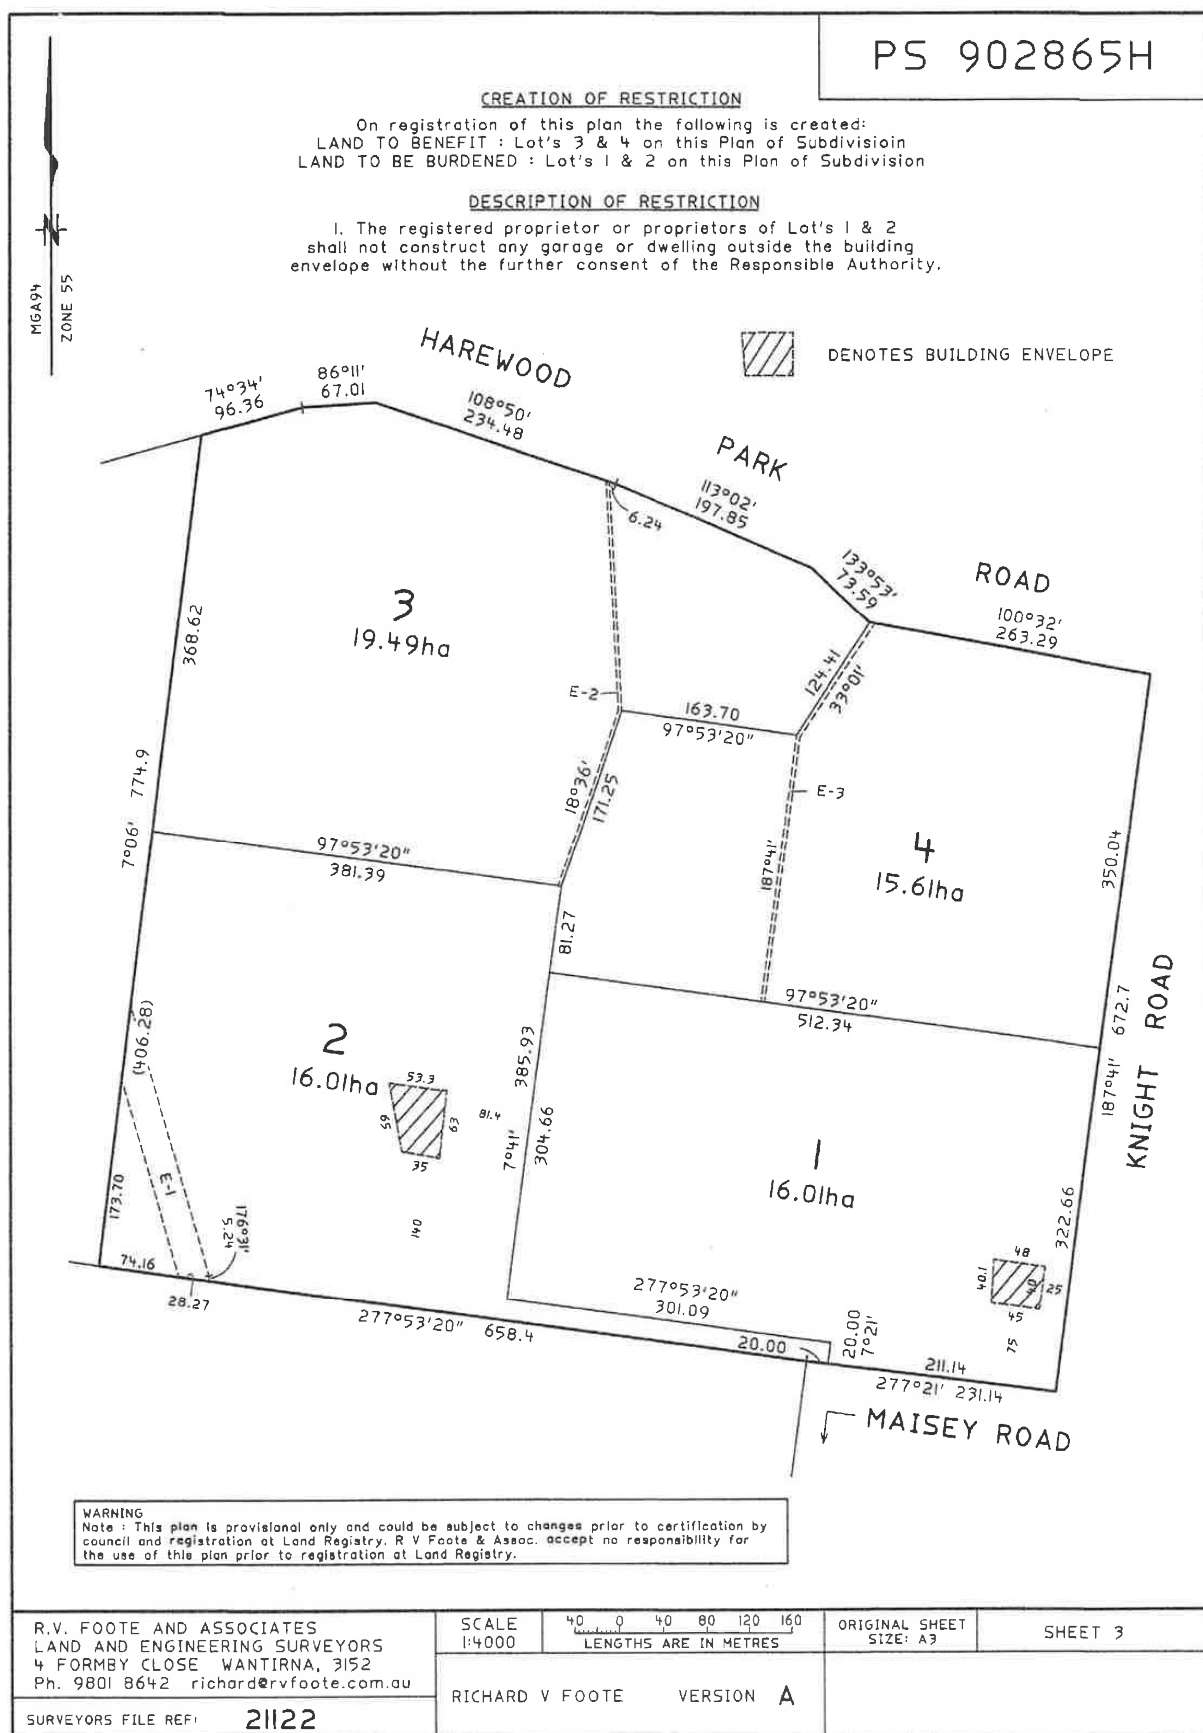 PS 902865H
CREATION OF RESTRICTION
On registration of this plan the following is created:
LAND TO BENEFIT : Lot's 3 & 4 on this Plan of Subdivisioin
LAND TO BE BURDENED : Lot's 1 & 2 on this Plan of Subdivision
DESCRIPTION OF RESTRICTION
1. The registered proprietor or proprietors of Lot's 1 & 2
shall not construct any garage or dwelling outside the building
envelope without the further consent of the Responsible Authority.
MGA94
ZONE 55
N
DENOTES BUILDING ENVELOPE
HAREWOOD
PARK
ROAD
74°34'
96.36
86°11'
67.01
108°50'
234.48
113°02'
197.85
6.24
133°53'
73.59
100°32'
263.29
3
19.49ha
368.62
E-2
163.70
97°53'20"
124.41
33°01'
7°06' 774.9
18°36'
171.25
E-3
187°41'
4
15.61ha
350.04
97°53'20"
381.39
81.27
97°53'20"
512.34
187°41' 672.7
KNIGHT ROAD
(406.28)
2
16.01ha
53.3
65
63
35
81.4
140
7°41' 385.93
304.66
1
16.01ha
322.66
E-1
173.70
74.16
28.27
176°31'
5.24
277°53'20" 658.4
277°53'20"
301.09
20.00
20.00
7°21'
48
40.1
40
25
45
75
211.14
277°21' 231.14
MAISEY ROAD
WARNING
Note : This plan is provisional only and could be subject to changes prior to certification by
council and registration at Land Registry. R V Foote & Assoc. accept no responsibility for
the use of this plan prior to registration at Land Registry.
R.V. FOOTE AND ASSOCIATES
LAND AND ENGINEERING SURVEYORS
4 FORMBY CLOSE WANTIRNA, 3152
Ph. 9801 8642 richard@rvfoote.com.au
SURVEYORS FILE REF: 21122
SCALE
1:4000
40 0 40 80 120 160
LENGTHS ARE IN METRES
ORIGINAL SHEET
SIZE: A3
SHEET 3
RICHARD V FOOTE VERSION A